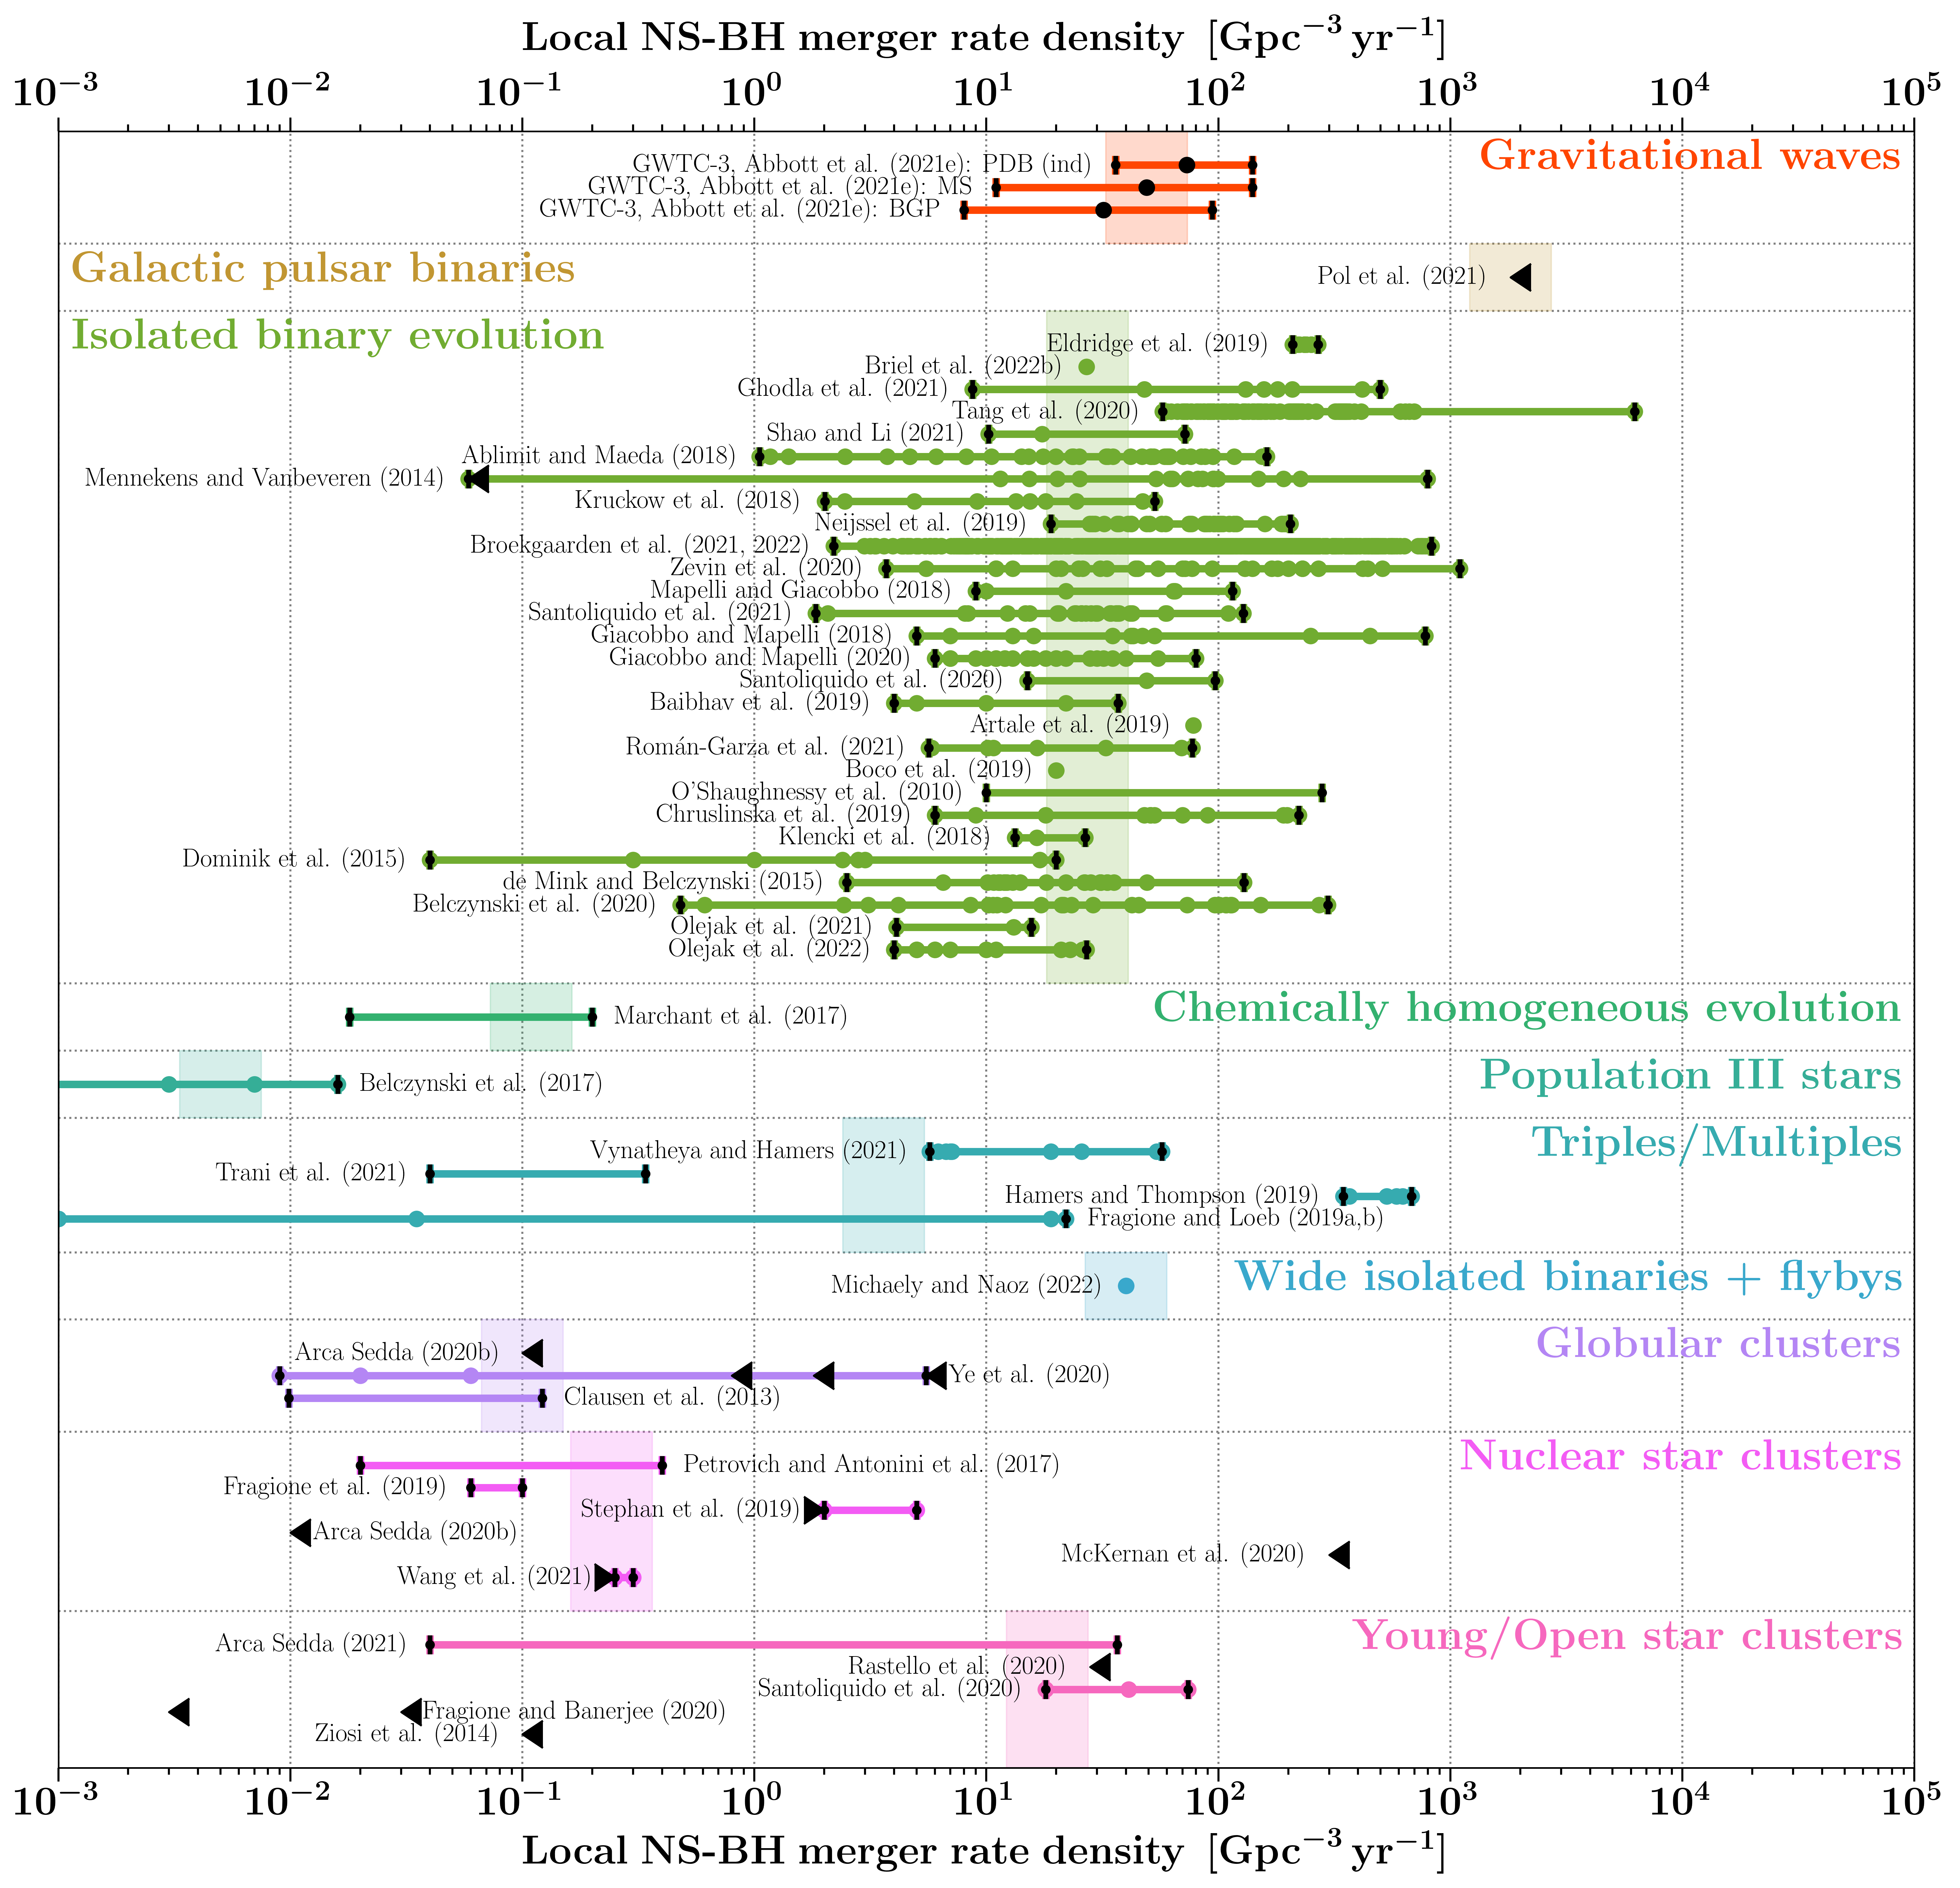 Local NS-BH merger rate density [Gpc⁻³ yr⁻¹]
10⁻³ 10⁻² 10⁻¹ 10⁰ 10¹ 10² 10³ 10⁴ 10⁵
Gravitational waves
GWTC-3, Abbott et al. (2021e): PDB (ind)
GWTC-3, Abbott et al. (2021e): MS
GWTC-3, Abbott et al. (2021e): BGP
Galactic pulsar binaries
Pol et al. (2021)
Isolated binary evolution
Eldridge et al. (2019)
Briel et al. (2022b)
Ghodla et al. (2021)
Tang et al. (2020)
Shao and Li (2021)
Ablimit and Maeda (2018)
Mennekens and Vanbeveren (2014)
Kruckow et al. (2018)
Neijssel et al. (2019)
Broekgaarden et al. (2021, 2022)
Zevin et al. (2020)
Mapelli and Giacobbo (2018)
Santoliquido et al. (2021)
Giacobbo and Mapelli (2018)
Giacobbo and Mapelli (2020)
Santoliquido et al. (2020)
Baibhav et al. (2019)
Artale et al. (2019)
Román-Garza et al. (2021)
Boco et al. (2019)
O'Shaughnessy et al. (2010)
Chruslinska et al. (2019)
Klencki et al. (2018)
Dominik et al. (2015)
de Mink and Belczynski (2015)
Belczynski et al. (2020)
Olejak et al. (2021)
Olejak et al. (2022)
Chemically homogeneous evolution
Marchant et al. (2017)
Population III stars
Belczynski et al. (2017)
Triples/Multiples
Vynatheya and Hamers (2021)
Trani et al. (2021)
Hamers and Thompson (2019)
Fragione and Loeb (2019a,b)
Wide isolated binaries + flybys
Michaely and Naoz (2022)
Globular clusters
Arca Sedda (2020b)
Ye et al. (2020)
Clausen et al. (2013)
Nuclear star clusters
Petrovich and Antonini et al. (2017)
Fragione et al. (2019)
Stephan et al. (2019)
Arca Sedda (2020b)
McKernan et al. (2020)
Wang et al. (2021)
Young/Open star clusters
Arca Sedda (2021)
Rastello et al. (2020)
Santoliquido et al. (2020)
Fragione and Banerjee (2020)
Ziosi et al. (2014)
10⁻³ 10⁻² 10⁻¹ 10⁰ 10¹ 10² 10³ 10⁴ 10⁵
Local NS-BH merger rate density [Gpc⁻³ yr⁻¹]